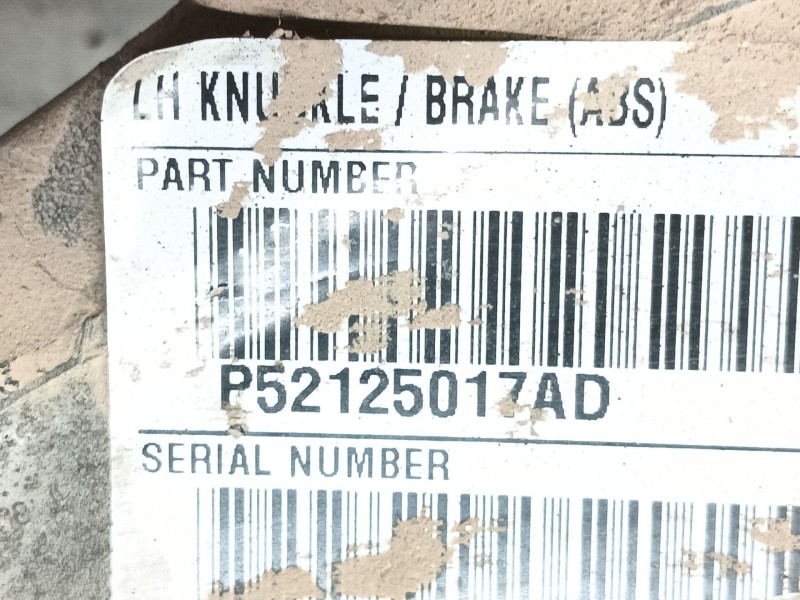 LH KNUCKLE / BRAKE (ABS)
PART NUMBER
P52125017AD
SERIAL NUMBER